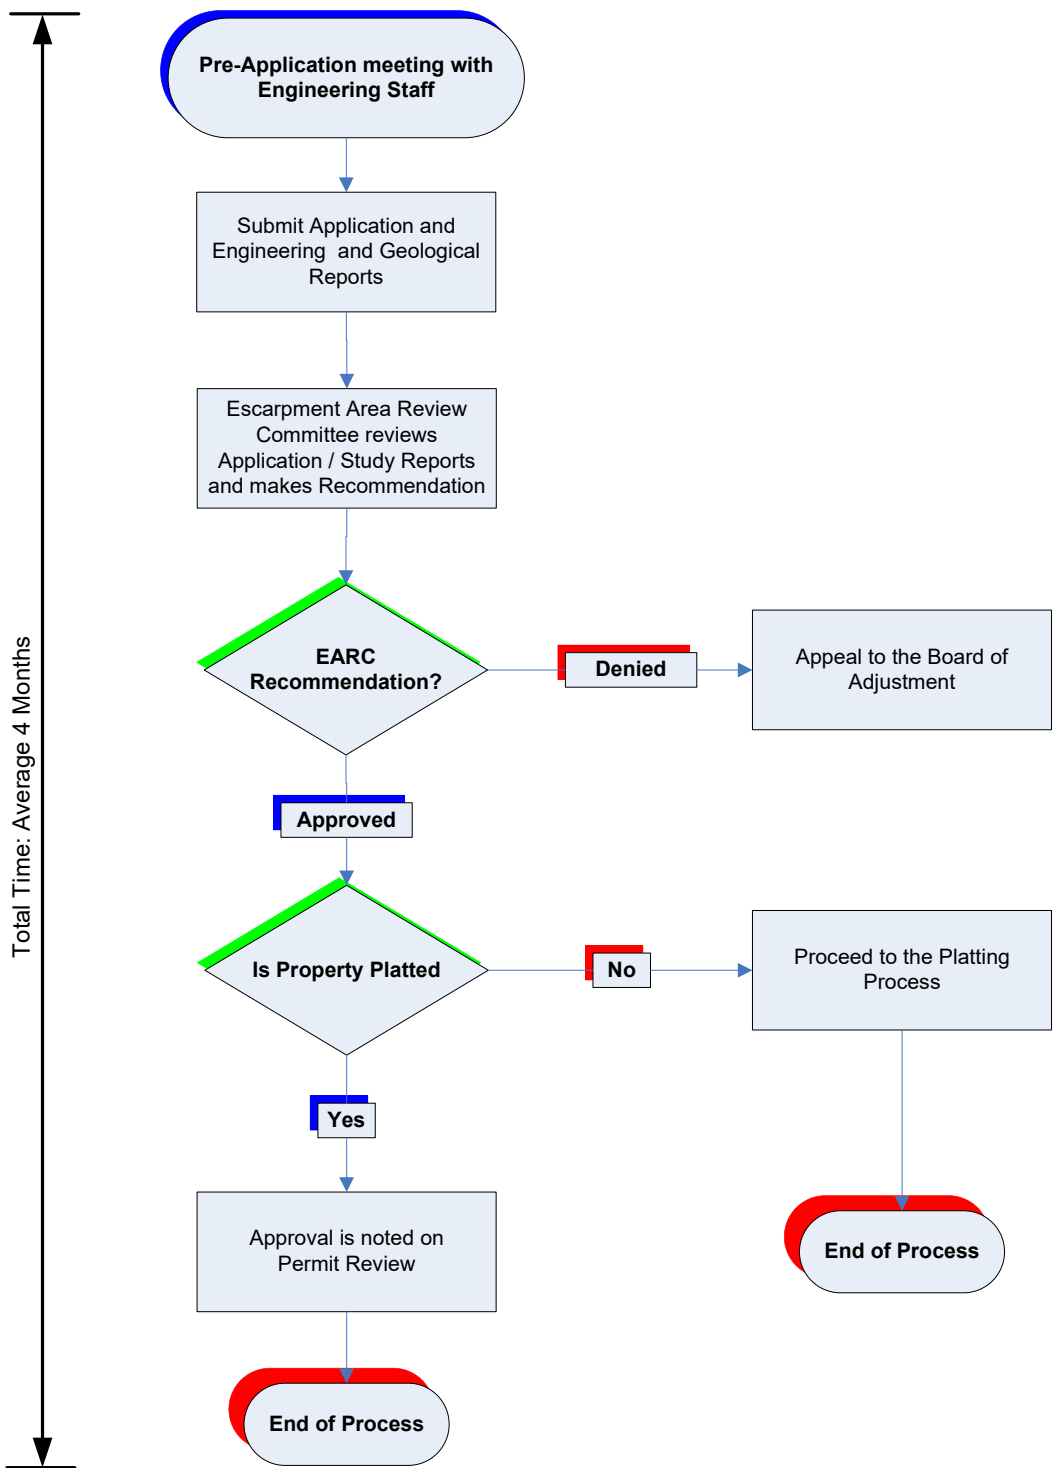 Pre-Application meeting with
Engineering Staff
Submit Application and
Engineering and Geological
Reports
Escarpment Area Review
Committee reviews
Application / Study Reports
and makes Recommendation
EARC
Recommendation?
Denied
Appeal to the Board of
Adjustment
Approved
Total Time: Average 4 Months
Is Property Platted
No
Proceed to the Platting
Process
Yes
Approval is noted on
Permit Review
End of Process
End of Process